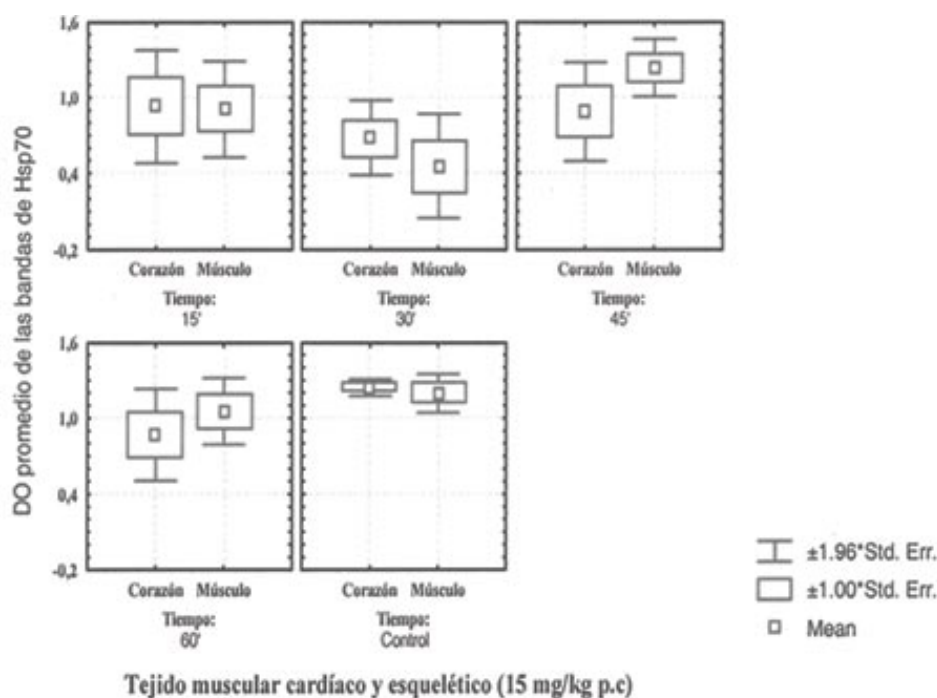 DO promedio de las bandas de Hsp70
1,6
1,0
0,4
-0,2
Corazón Músculo
Tiempo:
15'
Corazón Músculo
Tiempo:
30'
Corazón Músculo
Tiempo:
45'
1,6
1,0
0,4
-0,2
Corazón Músculo
Tiempo:
60'
Corazón Músculo
Tiempo:
Control
±1.96*Std. Err.
±1.00*Std. Err.
Mean
Tejido muscular cardíaco y esquelético (15 mg/kg p.c)